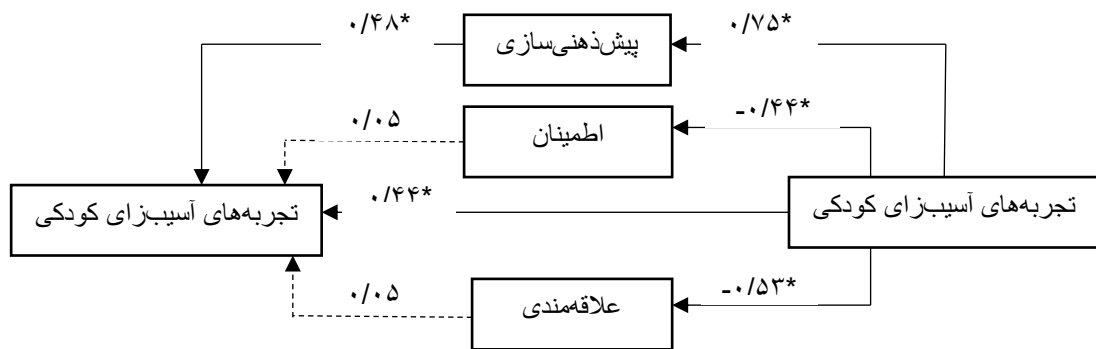 ۰/۷۵*
پیش‌ذهنی‌سازی
۰/۴۸*
-۰/۴۴*
اطمینان
۰/۰۵
تجربه‌های آسیب‌زای کودکی
۰/۴۴*
تجربه‌های آسیب‌زای کودکی
-۰/۵۳*
علاقه‌مندی
۰/۰۵